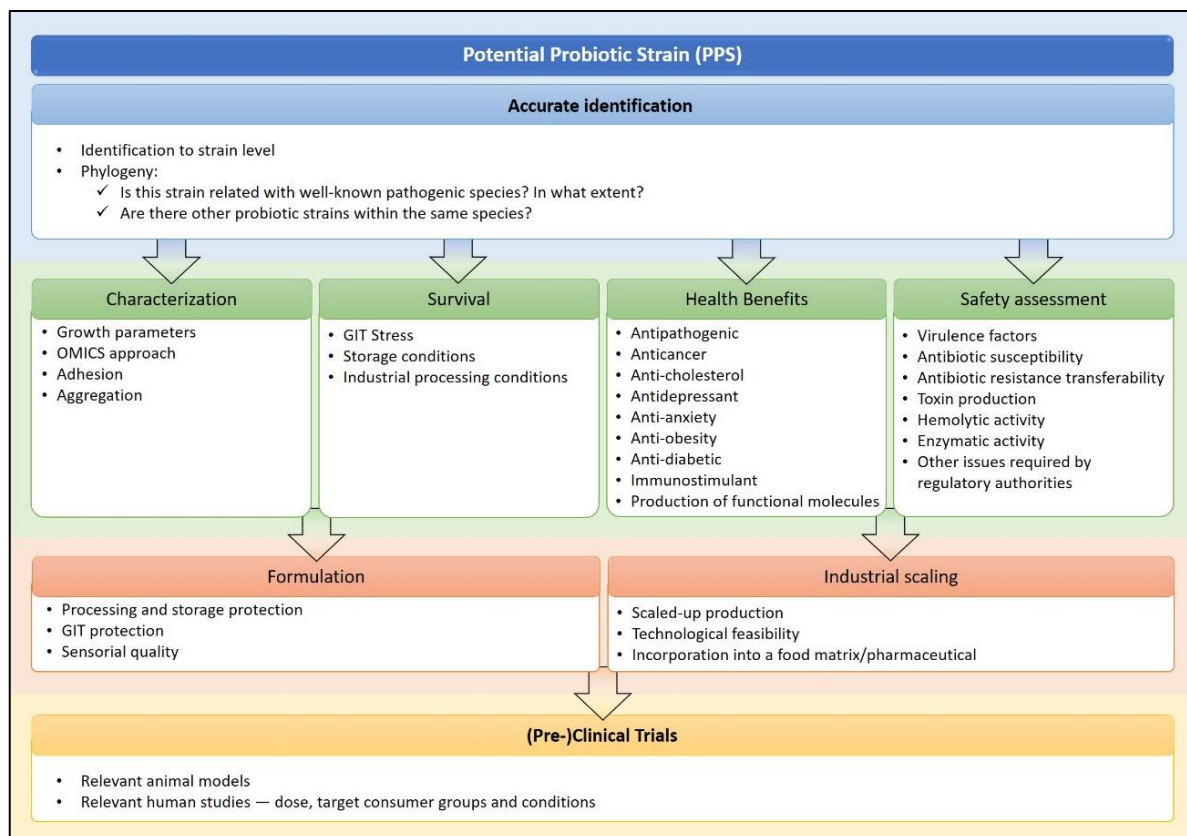 Potential Probiotic Strain (PPS)
Accurate identification
• Identification to strain level
• Phylogeny:
✓ Is this strain related with well-known pathogenic species? In what extent?
✓ Are there other probiotic strains within the same species?
Characterization
• Growth parameters
• OMICS approach
• Adhesion
• Aggregation
Survival
• GIT Stress
• Storage conditions
• Industrial processing conditions
Health Benefits
• Antipathogenic
• Anticancer
• Anti-cholesterol
• Antidepressant
• Anti-anxiety
• Anti-obesity
• Anti-diabetic
• Immunostimulant
• Production of functional molecules
Safety assessment
• Virulence factors
• Antibiotic susceptibility
• Antibiotic resistance transferability
• Toxin production
• Hemolytic activity
• Enzymatic activity
• Other issues required by
regulatory authorities
Formulation
• Processing and storage protection
• GIT protection
• Sensorial quality
Industrial scaling
• Scaled-up production
• Technological feasibility
• Incorporation into a food matrix/pharmaceutical
(Pre-)Clinical Trials
• Relevant animal models
• Relevant human studies — dose, target consumer groups and conditions